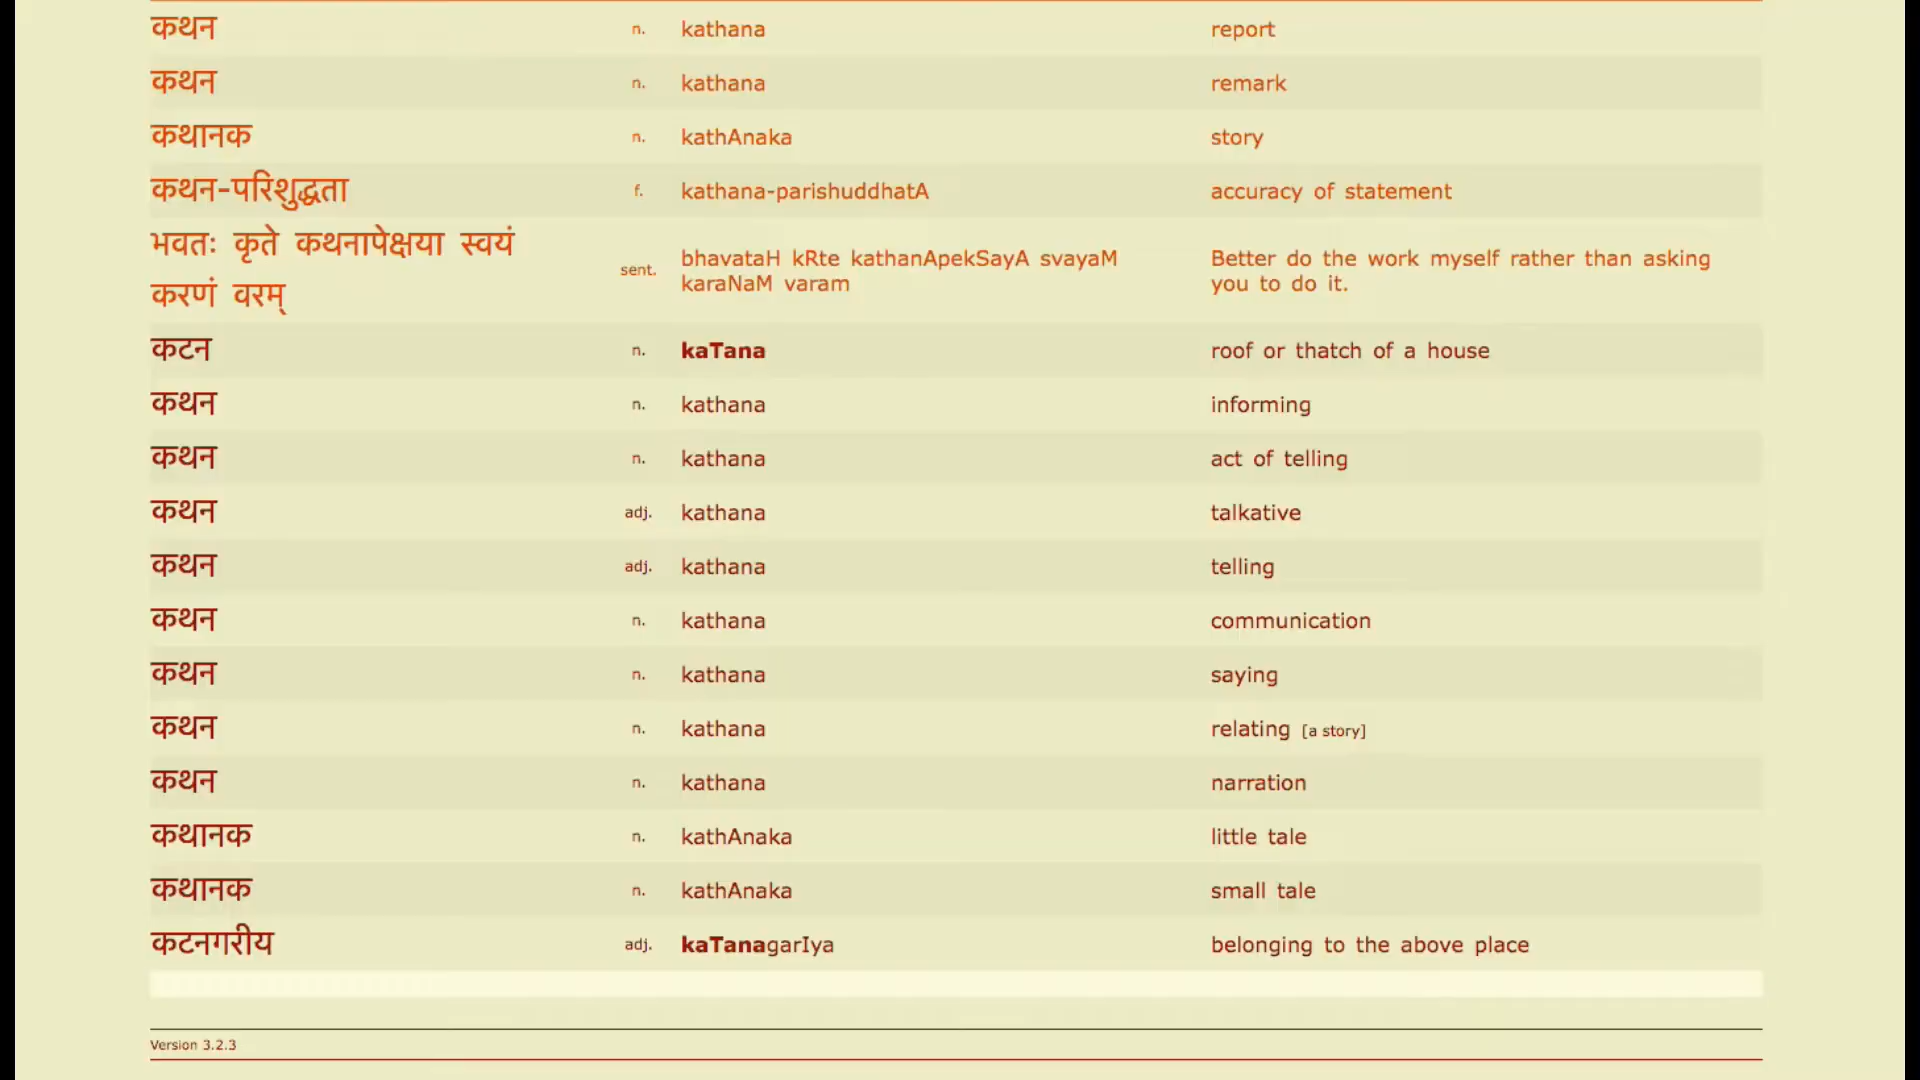 कथन n. kathana report
कथन n. kathana remark
कथानक n. kathAnaka story
कथन-परिशुद्धता f. kathana-parishuddhatA accuracy of statement
भवतः कृते कथनापेक्षया स्वयं
करणं वरम्
sent.
bhavataH kRte kathanApekSayA svayaM
karaNaM varam
Better do the work myself rather than asking
you to do it.
कटन n. kaTana roof or thatch of a house
कथन n. kathana informing
कथन n. kathana act of telling
कथन adj. kathana talkative
कथन adj. kathana telling
कथन n. kathana communication
कथन n. kathana saying
कथन n. kathana relating [a story]
कथन n. kathana narration
कथानक n. kathAnaka little tale
कथानक n. kathAnaka small tale
कटनगरीय adj. kaTanagarIya belonging to the above place
Version 3.2.3